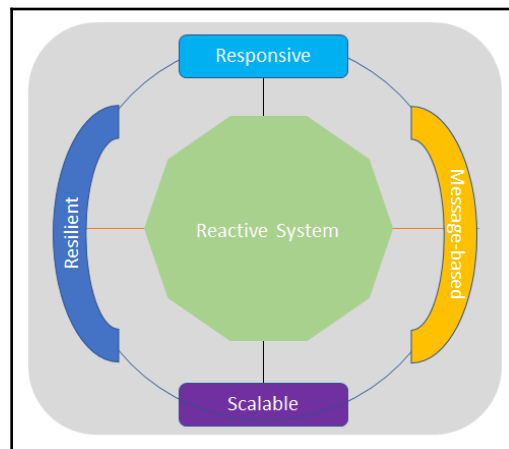 Responsive
Resilient
Reactive System
Message-based
Scalable